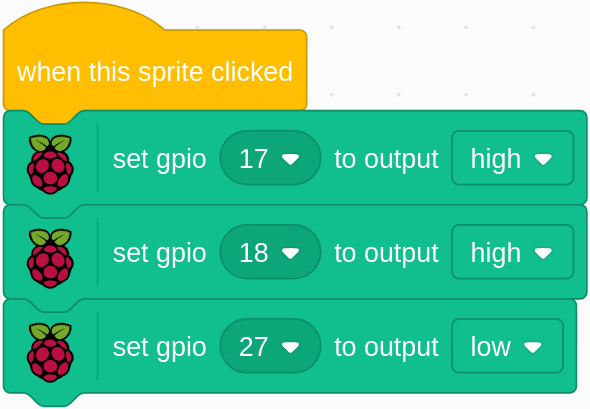 when this sprite clicked
set gpio 17 to output high
set gpio 18 to output high
set gpio 27 to output low